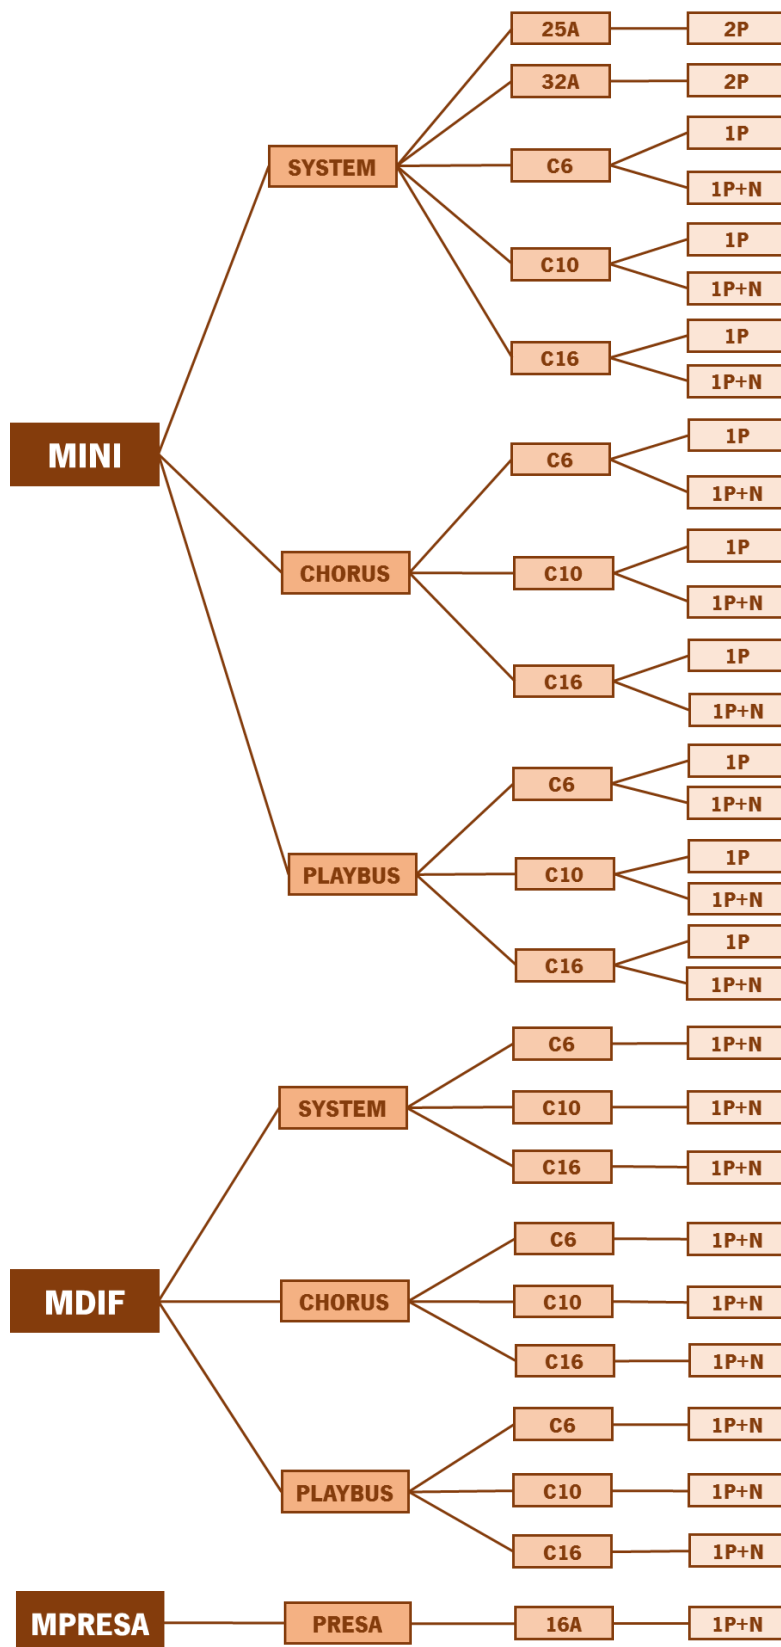 25A
2P
32A
2P
1P
SYSTEM
C6
1P+N
1P
C10
1P+N
1P
C16
1P+N
MINI
1P
C6
1P+N
1P
CHORUS
C10
1P+N
1P
C16
1P+N
1P
C6
1P+N
1P
PLAYBUS
C10
1P+N
1P
C16
1P+N
C6
1P+N
SYSTEM
C10
1P+N
C16
1P+N
C6
1P+N
MDIF
CHORUS
C10
1P+N
C16
1P+N
C6
1P+N
PLAYBUS
C10
1P+N
C16
1P+N
MPRESA
PRESA
16A
1P+N